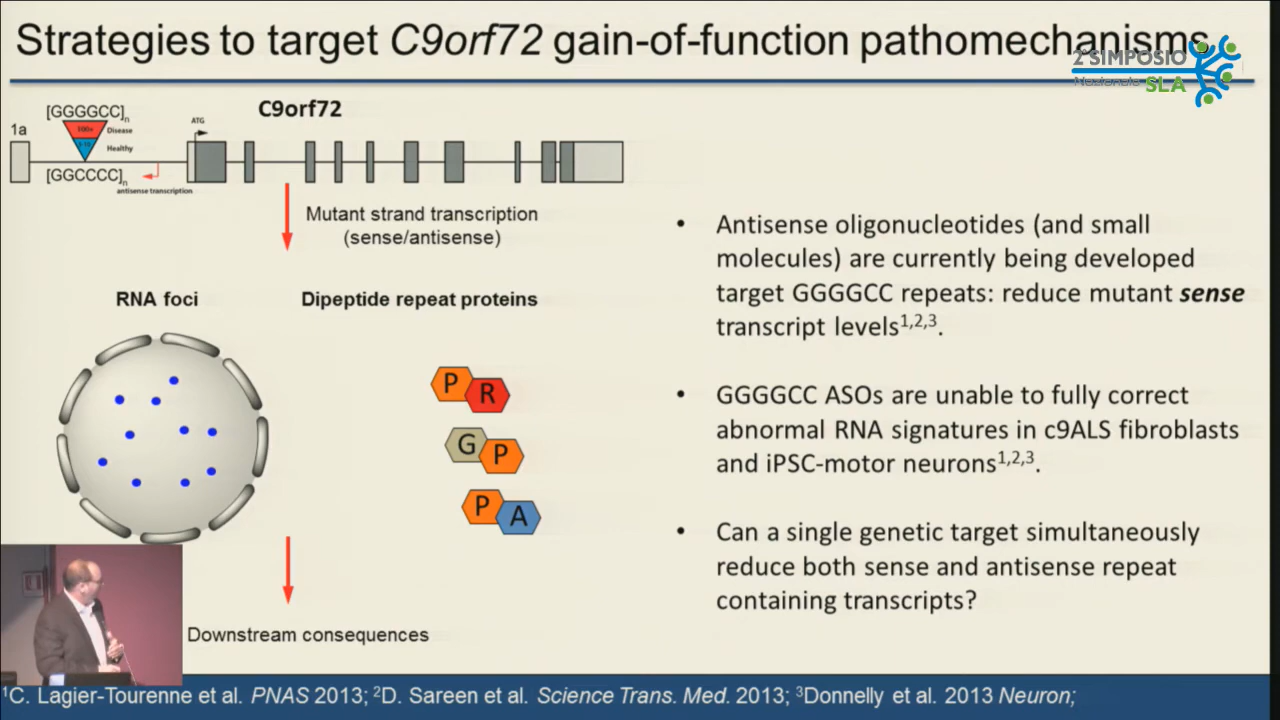 Strategies to target C9orf72 gain-of-function pathomechanisms
2° SIMPOSIO
Nazionale SLA
C9orf72
[GGGGCC]n
1a
300+
Disease
Healthy
ATG
[GGCCCC]n
antisense transcription
Mutant strand transcription
(sense/antisense)
RNA foci
Dipeptide repeat proteins
P R
G P
P A
Downstream consequences
• Antisense oligonucleotides (and small
molecules) are currently being developed
target GGGGCC repeats: reduce mutant sense
transcript levels1,2,3.
• GGGGCC ASOs are unable to fully correct
abnormal RNA signatures in c9ALS fibroblasts
and iPSC-motor neurons1,2,3.
• Can a single genetic target simultaneously
reduce both sense and antisense repeat
containing transcripts?
1C. Lagier-Tourenne et al. PNAS 2013; 2D. Sareen et al. Science Trans. Med. 2013; 3Donnelly et al. 2013 Neuron;